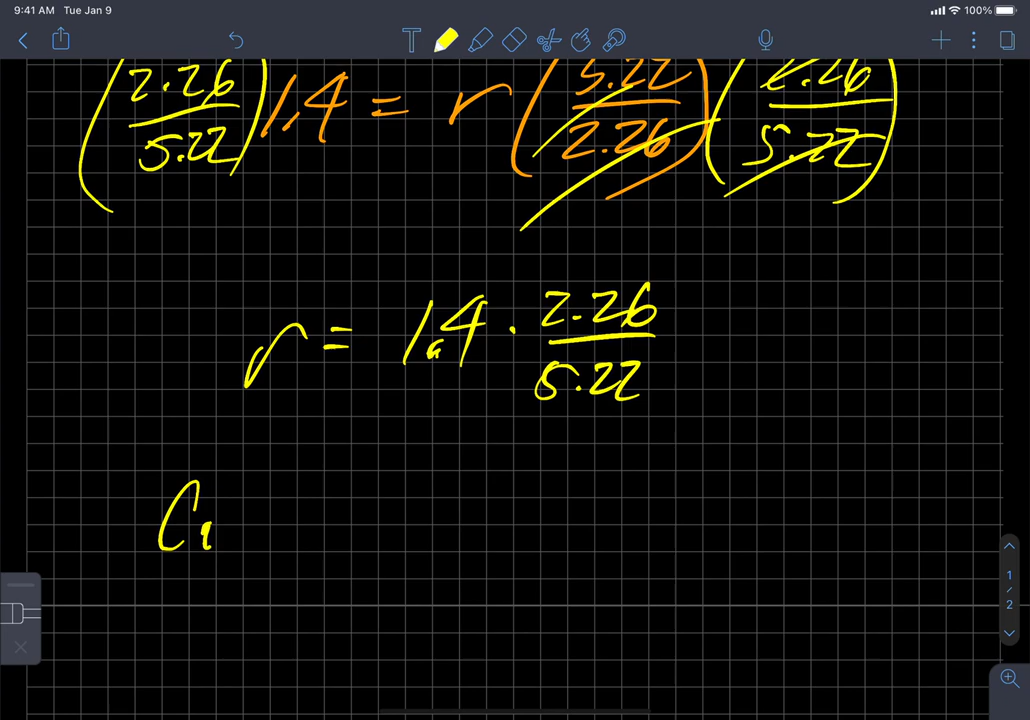 9:41 AM Tue Jan 9 100%
(2.26/5.22) 1.4 = r (5.22/2.26) (2.26/5.22)
r = 1.4 · 2.26/5.22
1
/
2